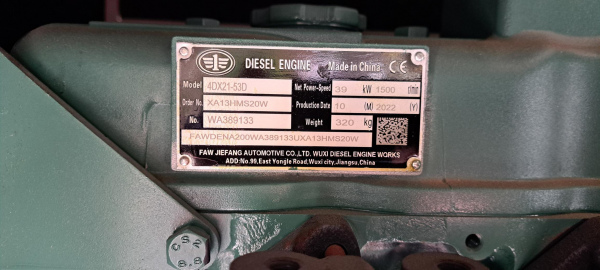 DIESEL ENGINE Made in China CE
Model 4DX21-53D Net Power-Speed 39 kW 1500 r/min
Order No. XA13HMS20W Production Date 10 (M) 2022 (Y)
No. WA389133 Weight 320 kg
FAWDENA200WA389133UXA13HMS20W
FAW JIEFANG AUTOMOTIVE CO.,LTD. WUXI DIESEL ENGINE WORKS
ADD:No.99,East Yongle Road,Wuxi city,Jiangsu,China
8.8